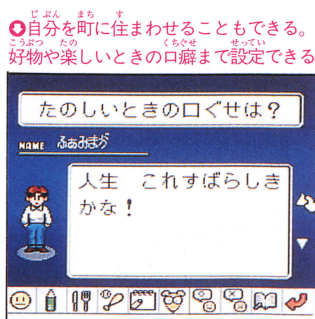 自分を町に住まわせることもできる。
好物や楽しいときの口癖まで設定できる
たのしいときの口ぐせは?
NAME ふぁみまが
人生 これすばらしき
かな!